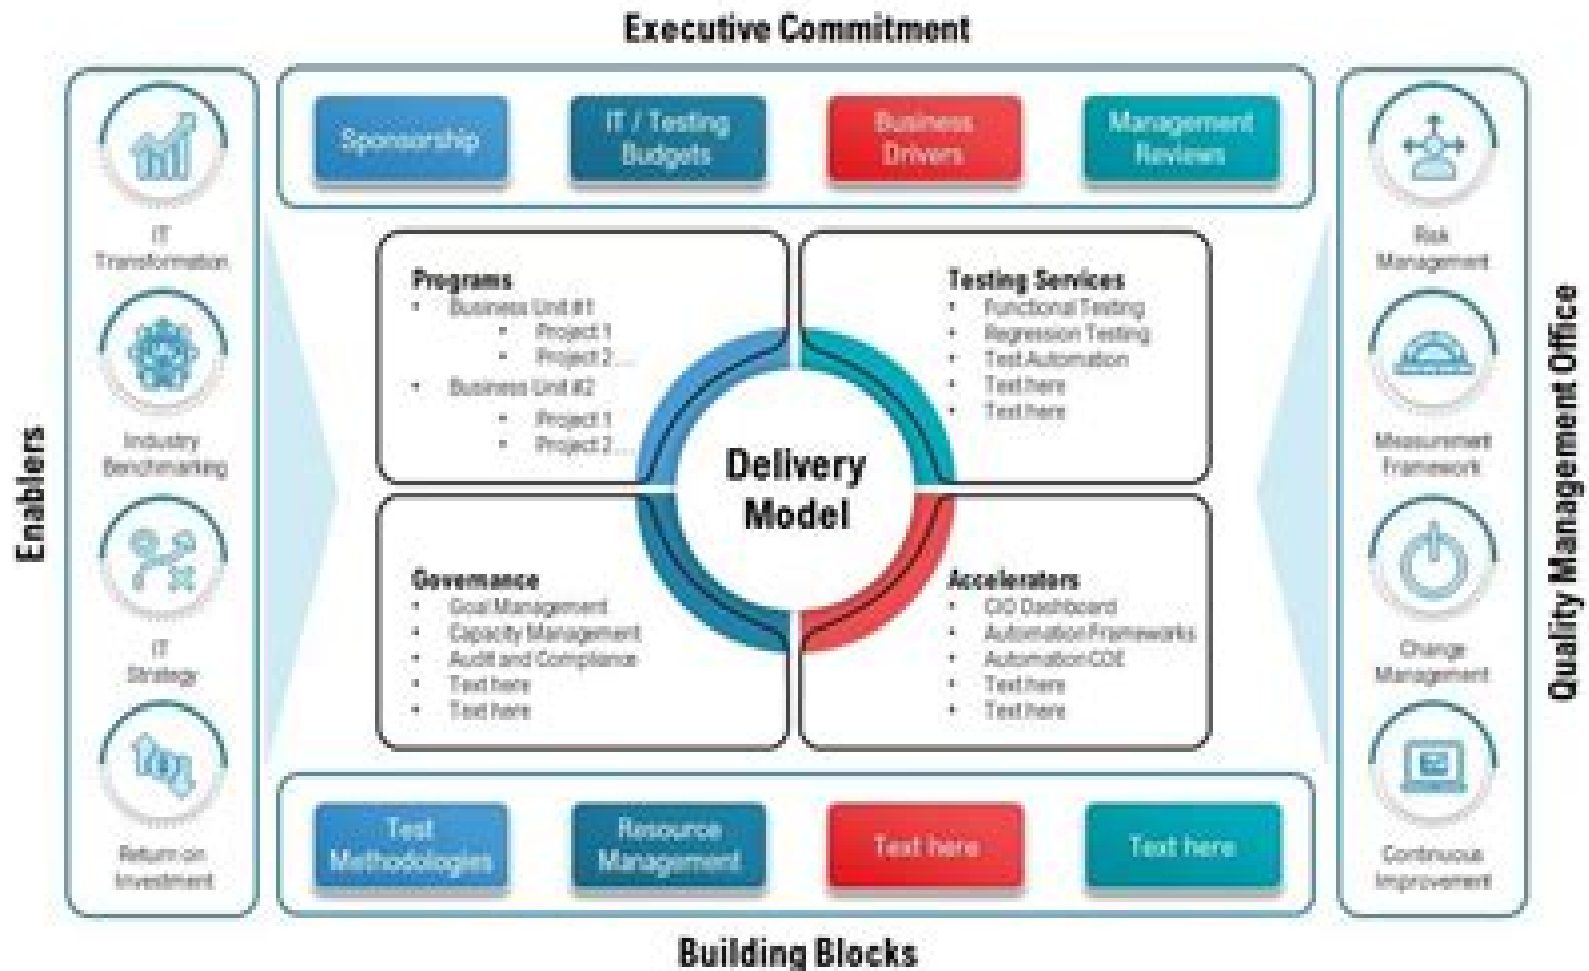 Executive Commitment
Sponsorship
IT / Testing
Budgets
Business
Drivers
Management
Reviews
Enablers
IT
Transformation
Industry
Benchmarking
IT
Strategy
Return on
Investment
Programs
• Business Unit #1
• Project 1
• Project 2...
• Business Unit #2
• Project 1
• Project 2...
Testing Services
• Functional Testing
• Regression Testing
• Test Automation
• Text here
• Text here
Delivery
Model
Governance
• Goal Management
• Capacity Management
• Audit and Compliance
• Text here
• Text here
Accelerators
• CIO Dashboard
• Automation Frameworks
• Automation COE
• Text here
• Text here
Risk
Management
Measurement
Framework
Change
Management
Continuous
Improvement
Quality Management Office
Test
Methodologies
Resource
Management
Text here
Text here
Building Blocks